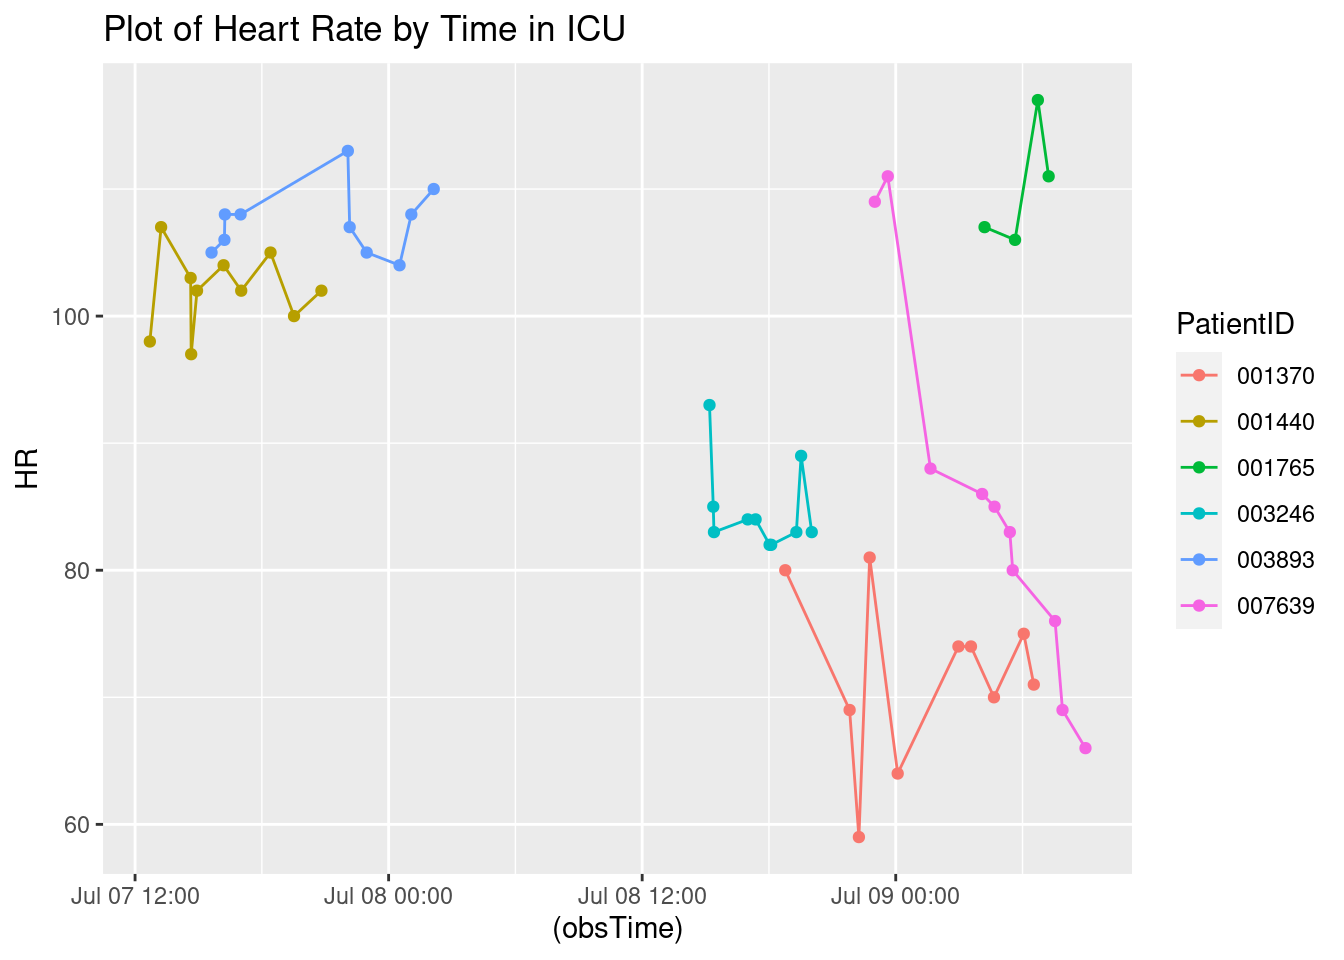 Plot of Heart Rate by Time in ICU
HR
100
80
60
Jul 07 12:00
Jul 08 00:00
Jul 08 12:00
Jul 09 00:00
(obsTime)
PatientID
001370
001440
001765
003246
003893
007639